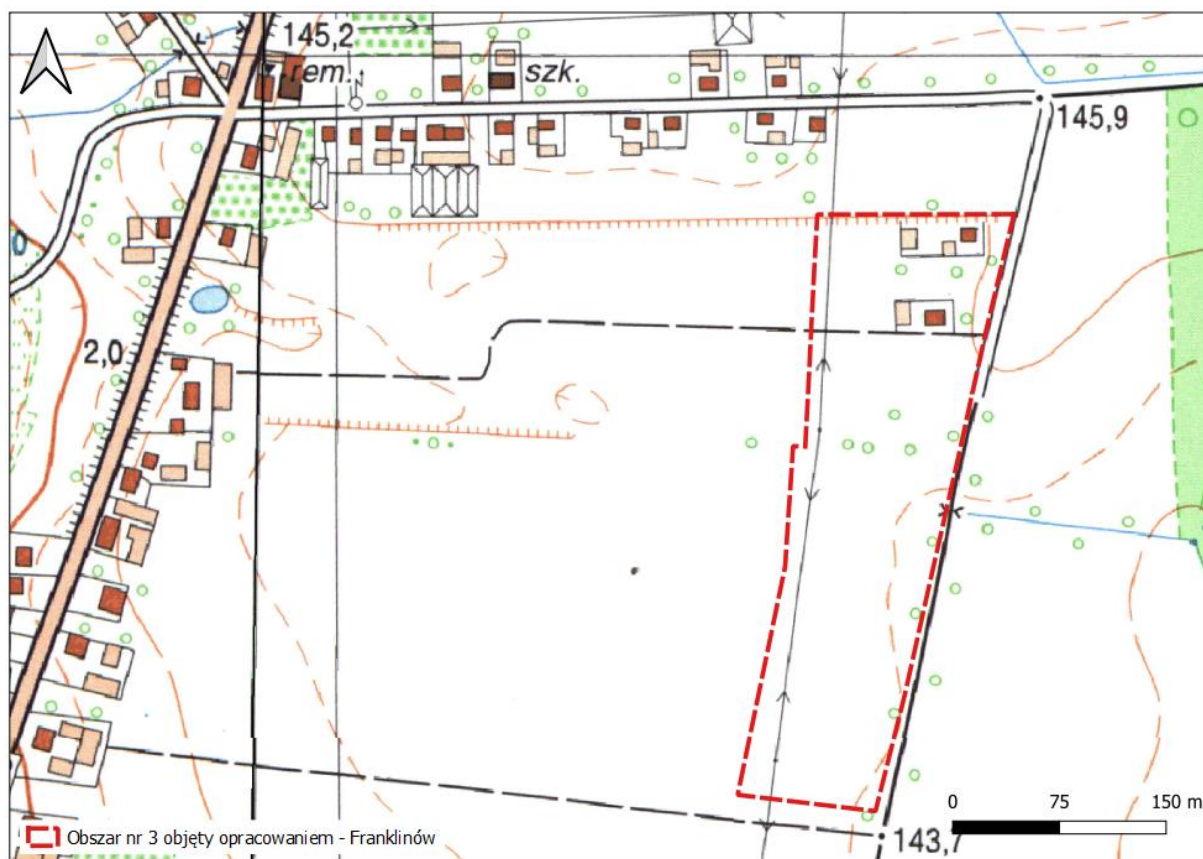 145,2
rem.
szk.
145,9
2,0
0 75 150 m
Obszar nr 3 objęty opracowaniem - Franklinów
143,7